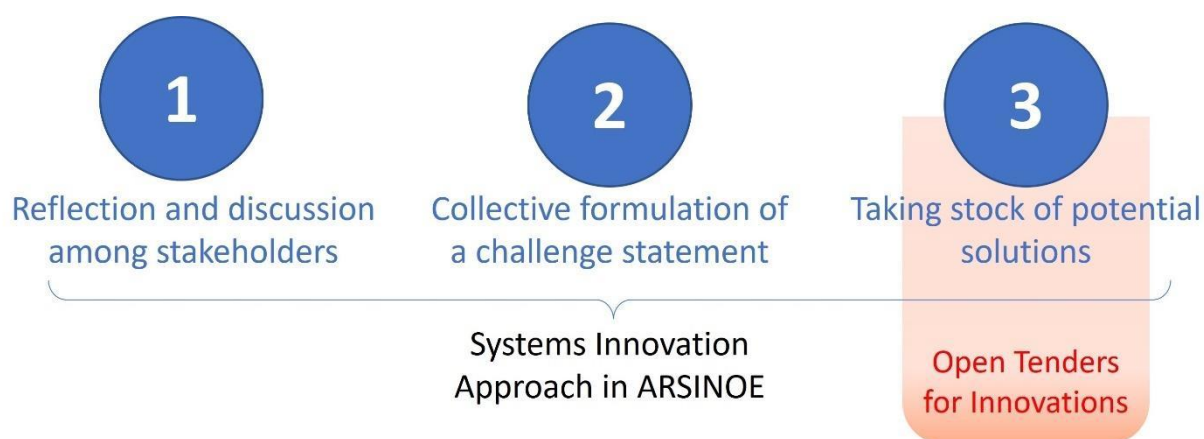 1
2
3
Reflection and discussion
among stakeholders
Collective formulation of
a challenge statement
Taking stock of potential
solutions
Systems Innovation
Approach in ARSINOE
Open Tenders
for Innovations